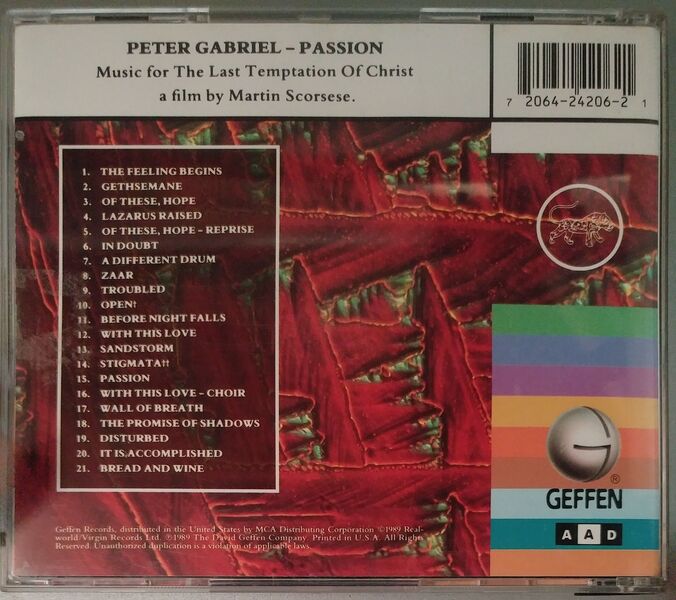 PETER GABRIEL – PASSION
Music for The Last Temptation Of Christ
a film by Martin Scorsese.
7 2064-24206-2 1
1. THE FEELING BEGINS
2. GETHSEMANE
3. OF THESE, HOPE
4. LAZARUS RAISED
5. OF THESE, HOPE – REPRISE
6. IN DOUBT
7. A DIFFERENT DRUM
8. ZAAR
9. TROUBLED
10. OPEN†
11. BEFORE NIGHT FALLS
12. WITH THIS LOVE
13. SANDSTORM
14. STIGMATA††
15. PASSION
16. WITH THIS LOVE – CHOIR
17. WALL OF BREATH
18. THE PROMISE OF SHADOWS
19. DISTURBED
20. IT IS ACCOMPLISHED
21. BREAD AND WINE
GEFFEN
®
A A D
Geffen Records, distributed in the United States by MCA Distributing Corporation ©1989 Real-
world/Virgin Records Ltd. ℗1989 The David Geffen Company. Printed in U.S.A. All Rights
Reserved. Unauthorized duplication is a violation of applicable laws.